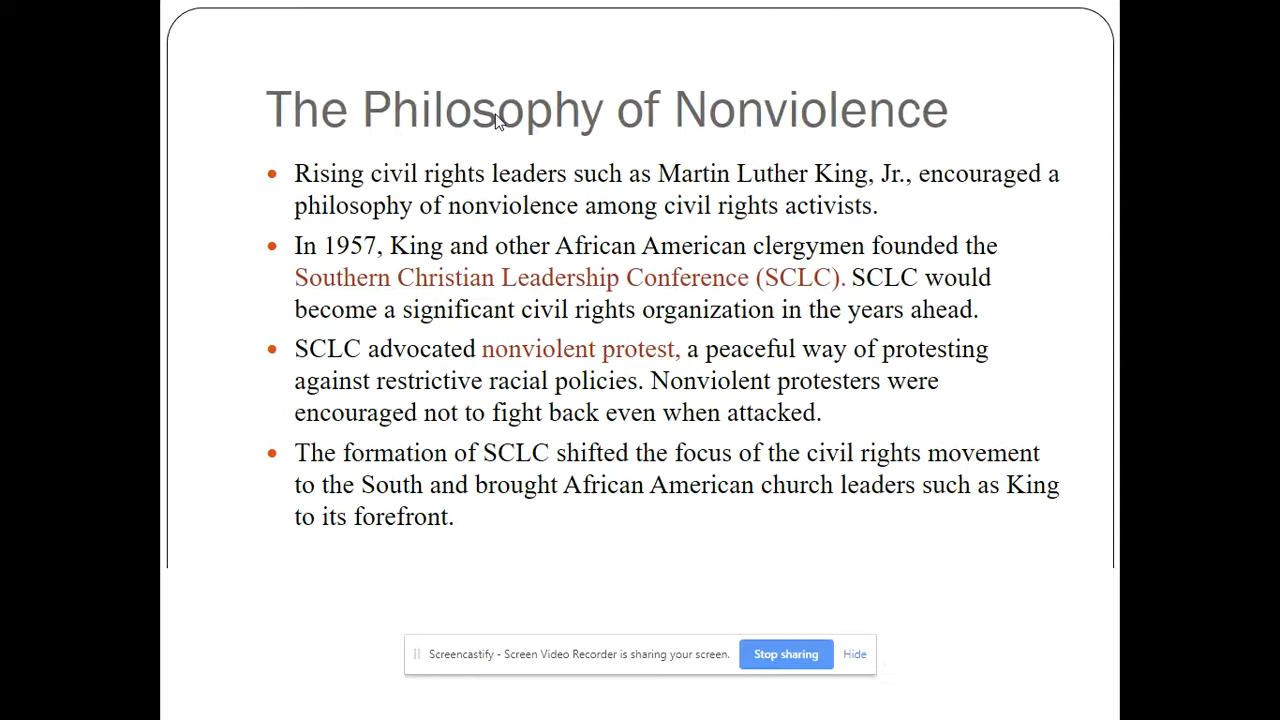 The Philosophy of Nonviolence
Rising civil rights leaders such as Martin Luther King, Jr., encouraged a
philosophy of nonviolence among civil rights activists.
In 1957, King and other African American clergymen founded the
Southern Christian Leadership Conference (SCLC). SCLC would
become a significant civil rights organization in the years ahead.
SCLC advocated nonviolent protest, a peaceful way of protesting
against restrictive racial policies. Nonviolent protesters were
encouraged not to fight back even when attacked.
The formation of SCLC shifted the focus of the civil rights movement
to the South and brought African American church leaders such as King
to its forefront.
Screencastify - Screen Video Recorder is sharing your screen. Stop sharing Hide